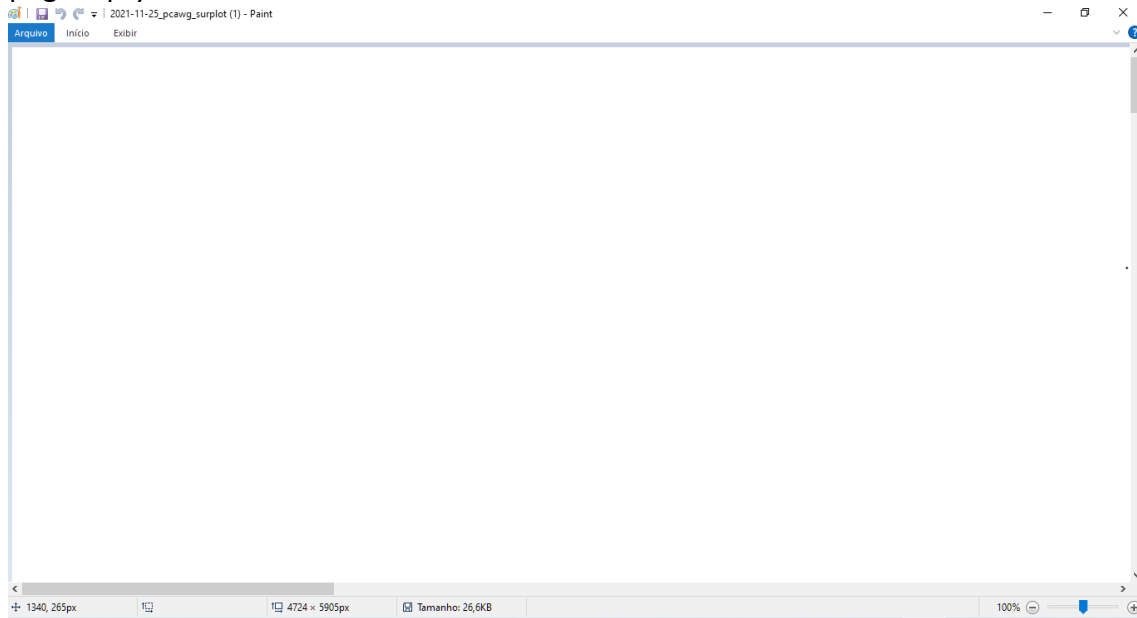 2021-11-25_pcawg_surplot (1) - Paint
Arquivo Início Exibir
1340, 265px 4724 × 5905px Tamanho: 26,6KB 100%